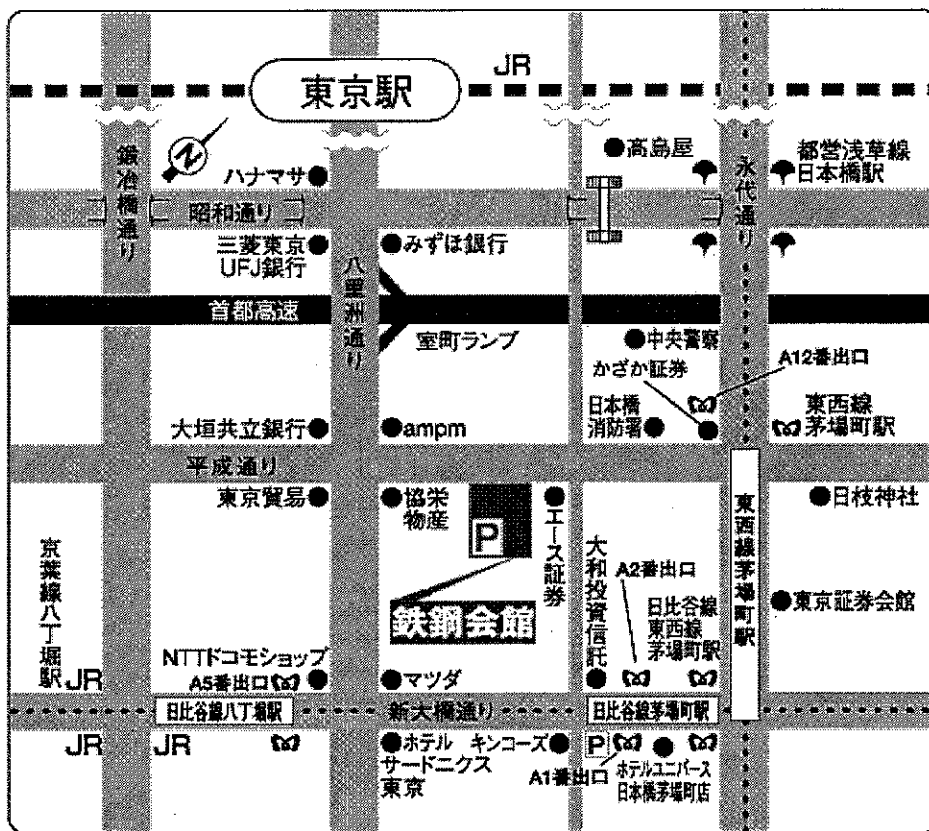 JR
東京駅
鍛冶橋通り
N
ハナマサ
昭和通り
高島屋
永代通り
都営浅草線
日本橋駅
三菱東京
UFJ銀行
八重洲通り
みずほ銀行
首都高速
室町ランプ
中央警察
かざか証券
A12番出口
日本橋
消防署
東西線
茅場町駅
大垣共立銀行
ampm
平成通り
東京貿易
協栄
物産
P
エース証券
鉄鋼会館
大和投資信託
A2番出口
日比谷線
東西線
茅場町駅
東西線茅場町駅
日枝神社
東京証券会館
京葉線八丁堀駅
JR
NTTドコモショップ
A5番出口
マツダ
日比谷線八丁堀駅
新大橋通り
日比谷線茅場町駅
JR
JR
ホテル
サードニクス
東京
キンコーズ
P
A1番出口
ホテルユニバース
日本橋茅場町店